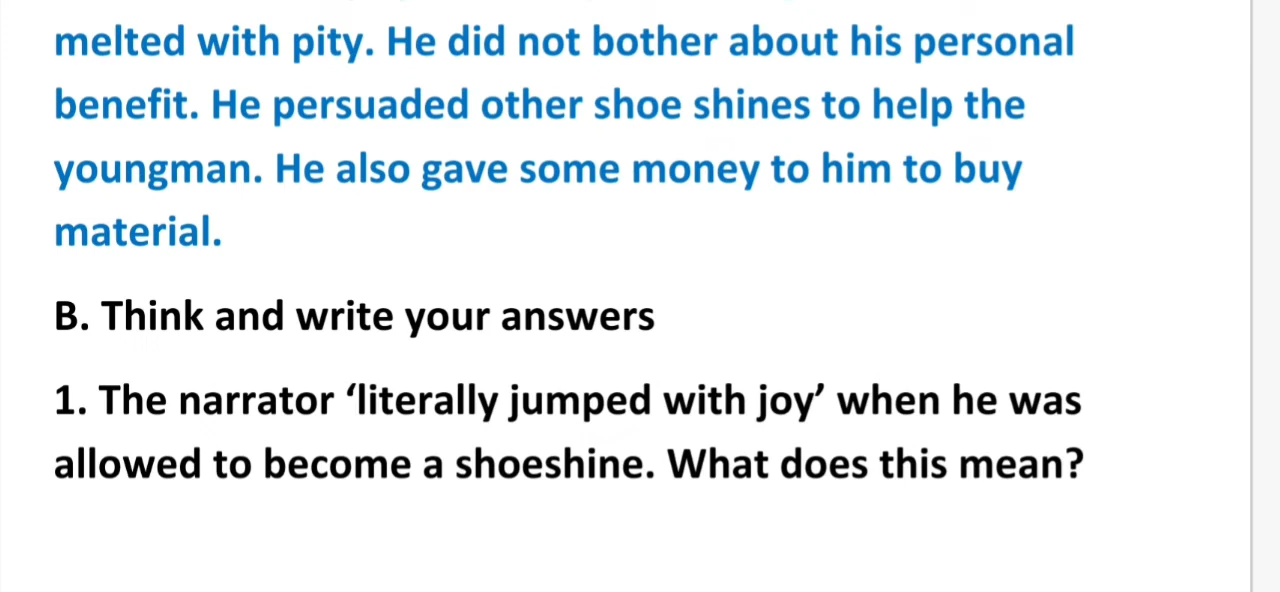 melted with pity. He did not bother about his personal
benefit. He persuaded other shoe shines to help the
youngman. He also gave some money to him to buy
material.
B. Think and write your answers
1. The narrator ‘literally jumped with joy’ when he was
allowed to become a shoeshine. What does this mean?